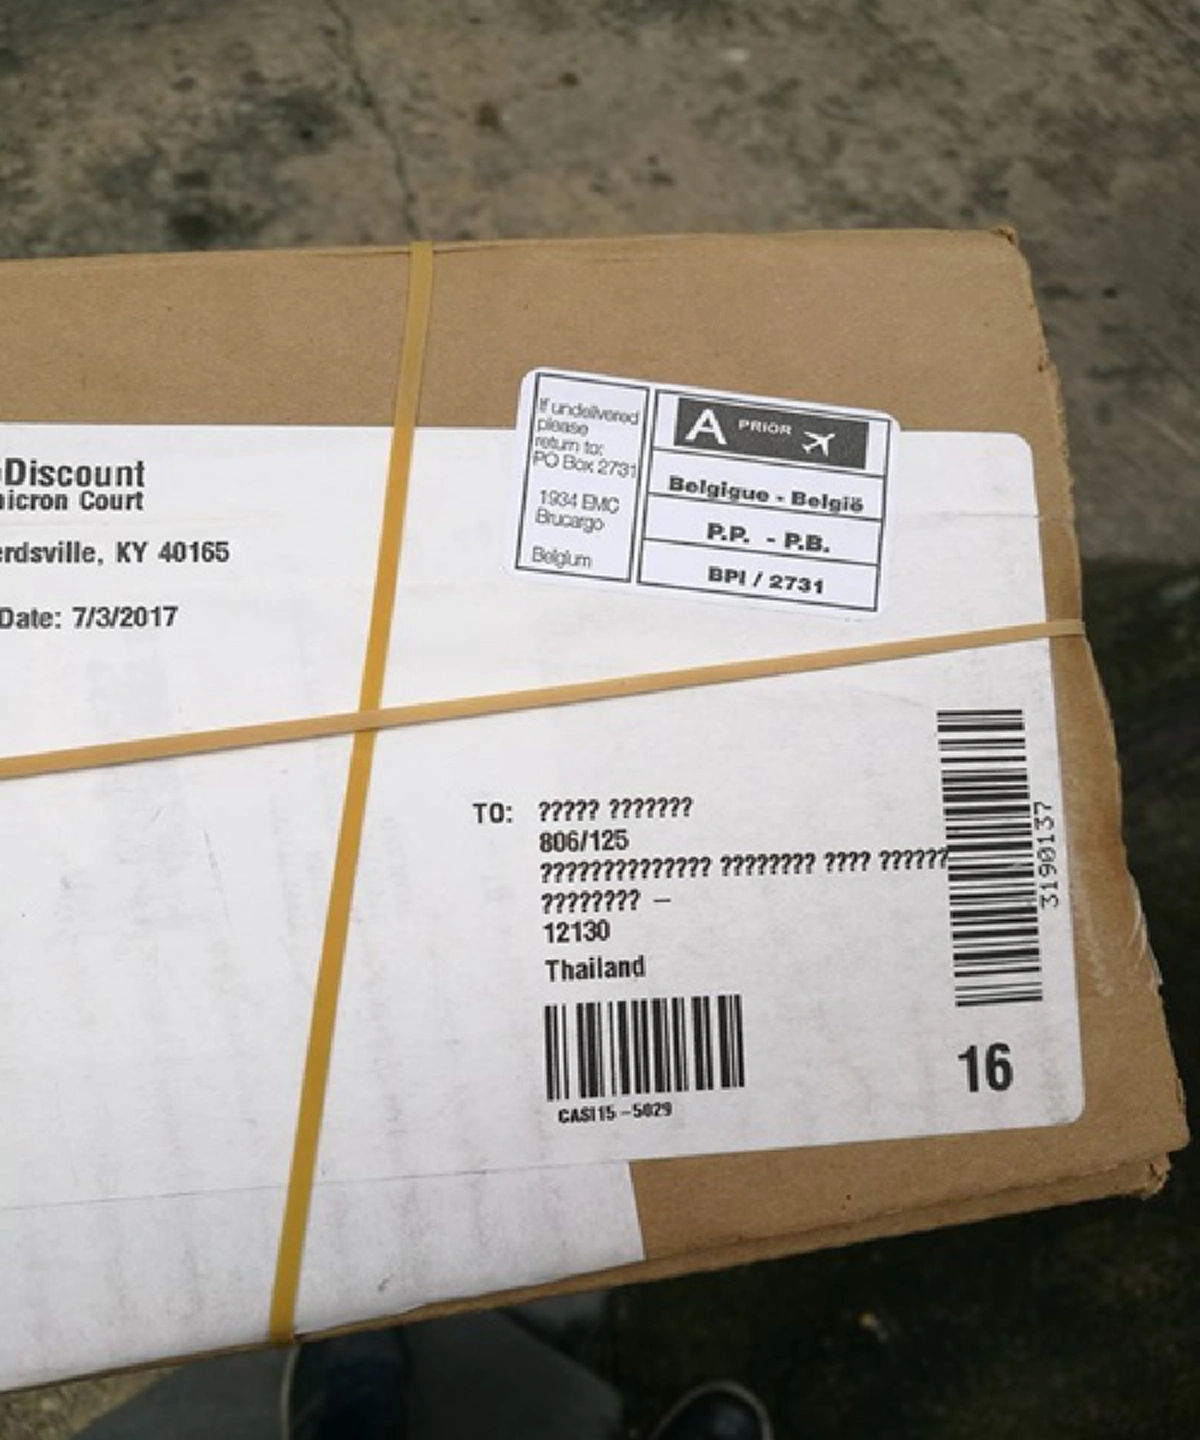 Discount
icron Court
erdsville, KY 40165
Date: 7/3/2017
If undelivered
please
return to:
PO Box 2731
1934 EMC
Brucargo
Belgium
A PRIOR
Belgique - België
P.P. - P.B.
BPI / 2731
TO: ????? ???????
806/125
?????????????? ???????? ???? ??????
???????? –
12130
Thailand
CASI15-5029
3190137
16